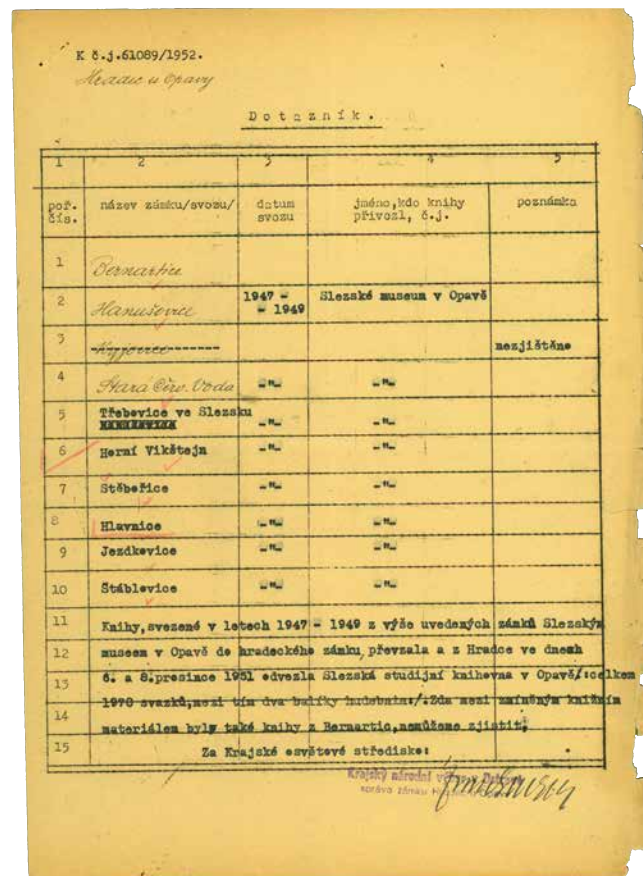 K č.j.61089/1952.
Hradec u Opavy
Dotazník.
1 2 3 4 5
poř. čís. název zámku/svozu/ datum svozu jméno,kdo knihy přivozl, č.j. poznámka
1 Bernartice
2 Hanušovice 1947 - - 1949 Slezské museum v Opavě
3 Kyjovice nezjištěno
4 Stará Červ. Voda -"- -"-
5 Třebovice ve Slezsku -"- -"-
6 Horní Vikštejn -"- -"-
7 Štěbořice -"- -"-
8 Hlavnice -"- -"-
9 Jezdkovice -"- -"-
10 Štáblovice -"- -"-
11 Knihy,svezené v letech 1947 - 1949 z výše uvedených zámků Slezským
12 museem v Opavě do hradeckého zámku,převzala a z Hradce ve dnech
13 6. a 8.prosince 1951 odvezla Slezská studijní knihovna v Opavě/:celkem
14 1970 svazků,mezi tím dva balíky hudebnin:/.Zda mezi zmíněným knižním
materiálem byly také knihy z Bernartic,nemůžeme zjistit.
15 Za Krajské osvětové středisko:
Krajský národní výbor v Ostravě
správa zámku